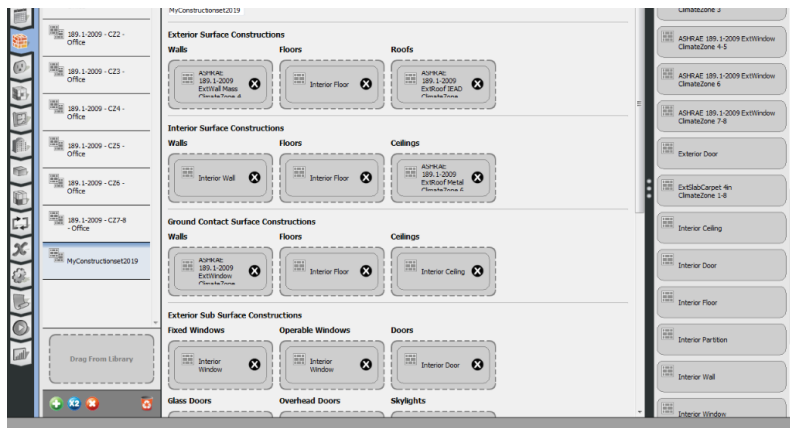 189.1-2009 - CZ2 -
Office
189.1-2009 - CZ3 -
Office
189.1-2009 - CZ4 -
Office
189.1-2009 - CZ5 -
Office
189.1-2009 - CZ6 -
Office
189.1-2009 - CZ7-8
- Office
MyConstructionset2019
Drag From Library
X2
MyConstructionset2019
Exterior Surface Constructions
Walls Floors Roofs
ASHRAE
189.1-2009
ExtWall Mass
ClimateZone 4
Interior Floor
ASHRAE
189.1-2009
ExtRoof IEAD
ClimateZone
Interior Surface Constructions
Walls Floors Ceilings
Interior Wall
Interior Floor
ASHRAE
189.1-2009
ExtRoof Metal
ClimateZone 6
Ground Contact Surface Constructions
Walls Floors Ceilings
ASHRAE
189.1-2009
ExtWindow
ClimateZone
Interior Floor
Interior Ceiling
Exterior Sub Surface Constructions
Fixed Windows Operable Windows Doors
Interior
Window
Interior
Window
Interior Door
Glass Doors Overhead Doors Skylights
ClimateZone 3
ASHRAE 189.1-2009 ExtWindow
ClimateZone 4-5
ASHRAE 189.1-2009 ExtWindow
ClimateZone 6
ASHRAE 189.1-2009 ExtWindow
ClimateZone 7-8
Exterior Door
ExtSlabCarpet 4in
ClimateZone 1-8
Interior Ceiling
Interior Door
Interior Floor
Interior Partition
Interior Wall
Interior Window